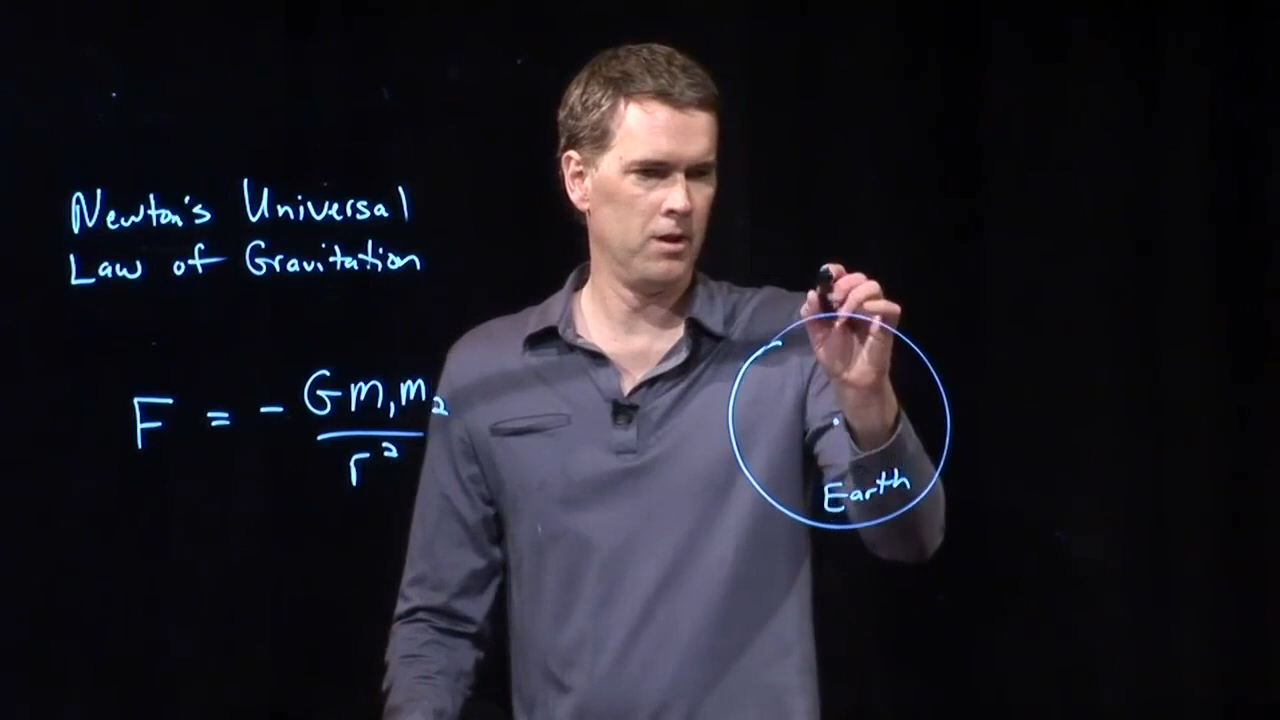 Newton's Universal
Law of Gravitation
F = - Gm₁m₂ / r²
Earth